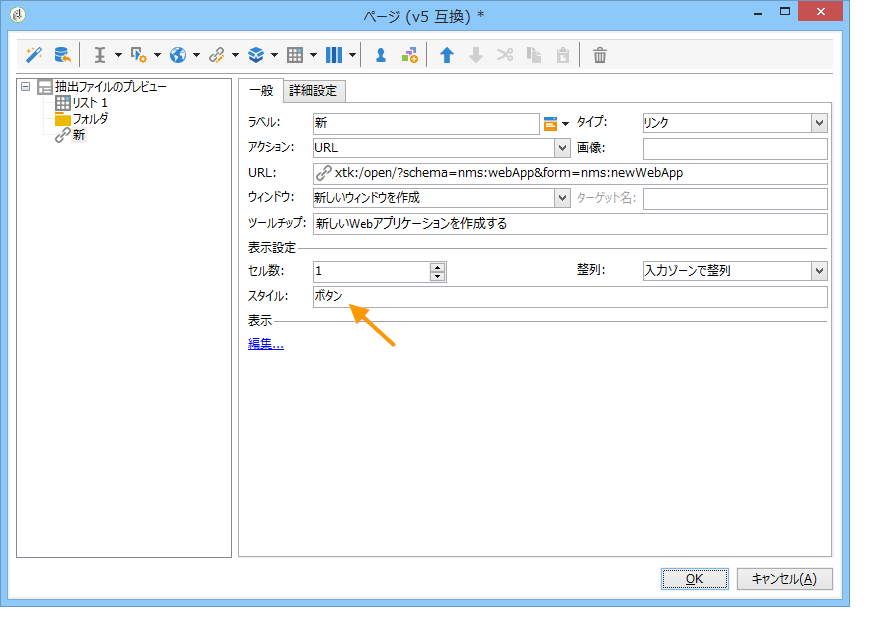 ページ (v5 互換) *
抽出ファイルのプレビュー
リスト 1
フォルダ
新
一般
詳細設定
ラベル: 新 タイプ: リンク
アクション: URL 画像:
URL: xtk:/open/?schema=nms:webApp&form=nms:newWebApp
ウィンドウ: 新しいウィンドウを作成 ターゲット名:
ツールチップ: 新しいWebアプリケーションを作成する
表示設定
セル数: 1 整列: 入力ゾーンで整列
スタイル: ボタン
表示
編集...
OK キャンセル(A)